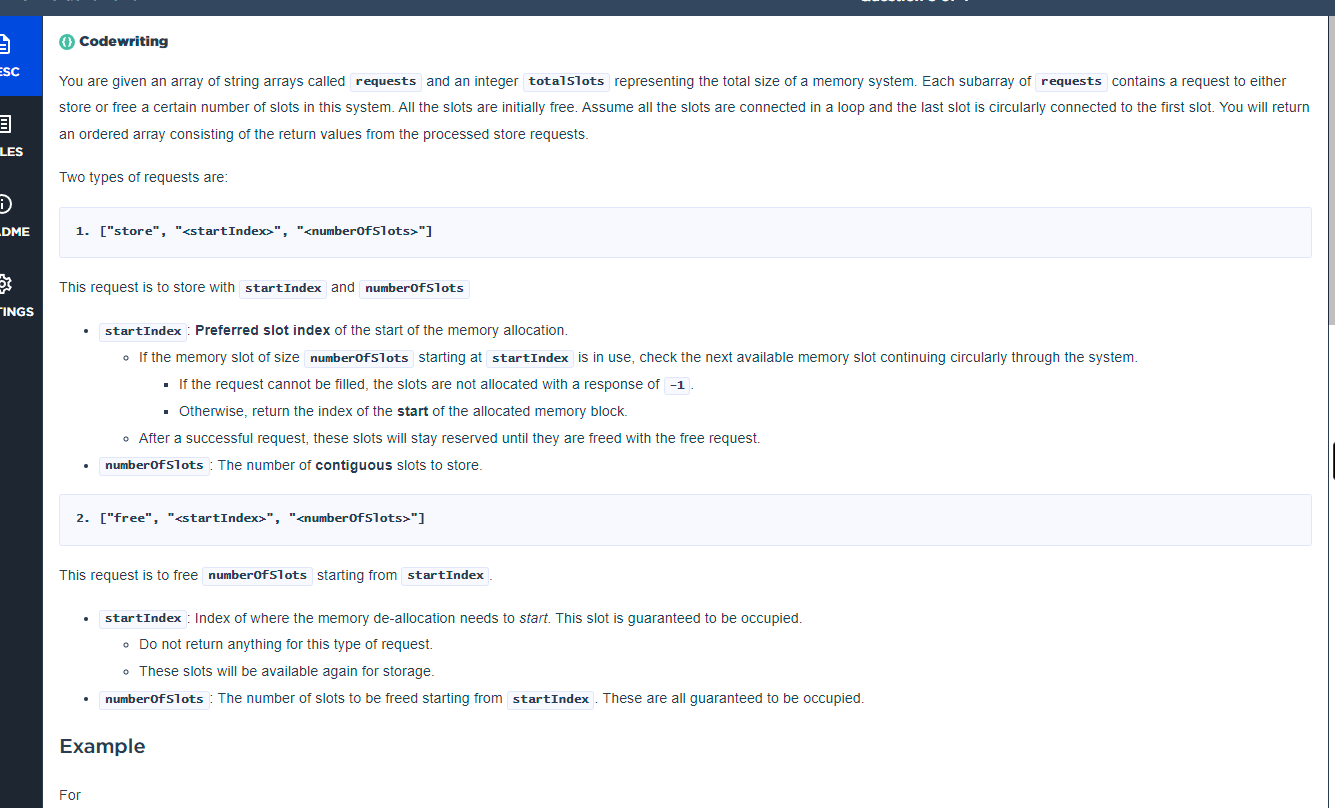 Codewriting
ESC
You are given an array of string arrays called requests and an integer totalSlots representing the total size of a memory system. Each subarray of requests contains a request to either
store or free a certain number of slots in this system. All the slots are initially free. Assume all the slots are connected in a loop and the last slot is circularly connected to the first slot. You will return
an ordered array consisting of the return values from the processed store requests.
LES
Two types of requests are:
DME
1. ["store", "<startIndex>", "<numberOfSlots>"]
This request is to store with startIndex and numberOfSlots
TINGS
• startIndex: Preferred slot index of the start of the memory allocation.
◦ If the memory slot of size numberOfSlots starting at startIndex is in use, check the next available memory slot continuing circularly through the system.
▪ If the request cannot be filled, the slots are not allocated with a response of -1.
▪ Otherwise, return the index of the start of the allocated memory block.
◦ After a successful request, these slots will stay reserved until they are freed with the free request.
• numberOfSlots: The number of contiguous slots to store.
2. ["free", "<startIndex>", "<numberOfSlots>"]
This request is to free numberOfSlots starting from startIndex.
• startIndex: Index of where the memory de-allocation needs to start. This slot is guaranteed to be occupied.
◦ Do not return anything for this type of request.
◦ These slots will be available again for storage.
• numberOfSlots: The number of slots to be freed starting from startIndex. These are all guaranteed to be occupied.
Example
For